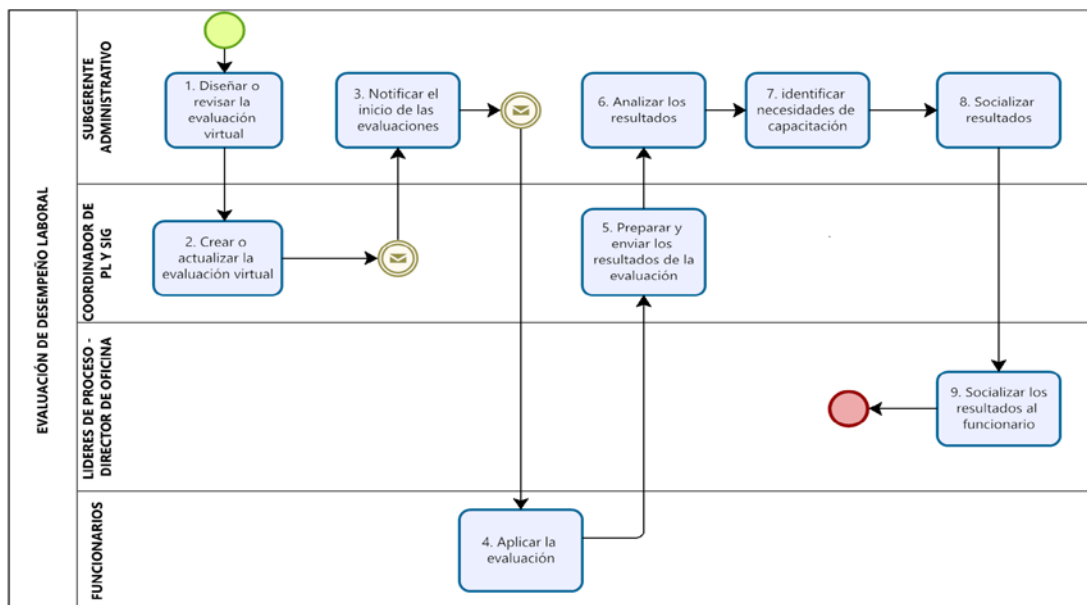 EVALUACIÓN DE DESEMPEÑO LABORAL
SUBGERENTE
ADMINISTRATIVO
1. Diseñar o
revisar la
evaluación
virtual
3. Notificar el
inicio de las
evaluaciones
6. Analizar los
resultados
7. identificar
necesidades de
capacitación
8. Socializar
resultados
COORDINADOR DE
PL Y SIG
2. Crear o
actualizar la
evaluación virtual
5. Preparar y
enviar los
resultados de la
evaluación
LIDERES DE PROCESO -
DIRECTOR DE OFICINA
9. Socializar los
resultados al
funcionario
FUNCIONARIOS
4. Aplicar la
evaluación